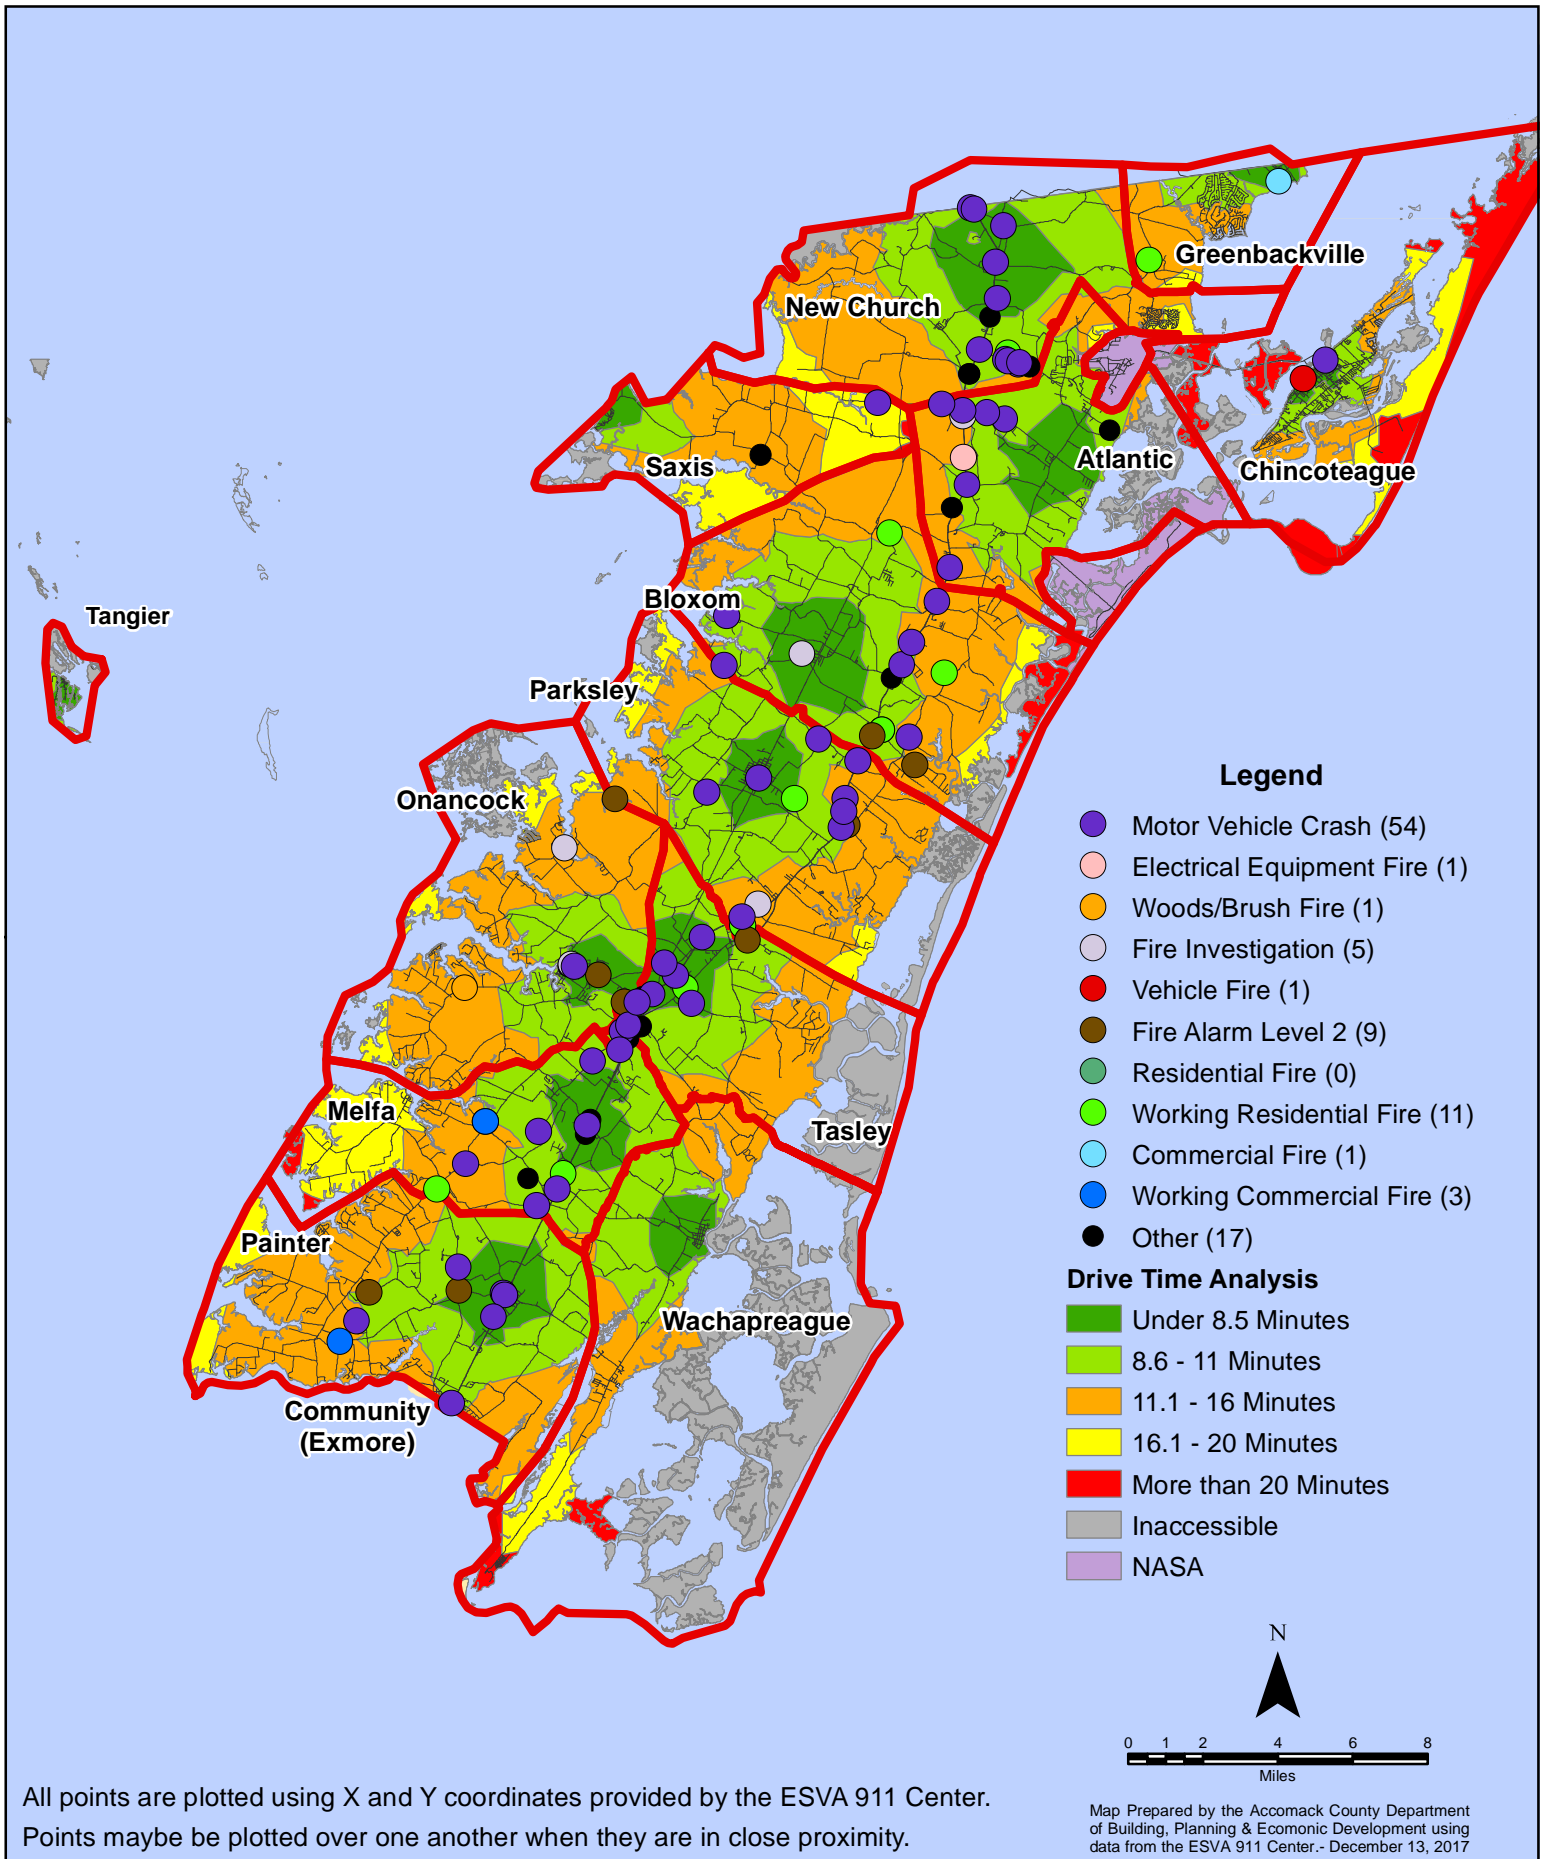 Greenbackville
New Church
Atlantic
Saxis
Chincoteague
Bloxom
Tangier
Parksley
Onancock
Legend
Motor Vehicle Crash (54)
Electrical Equipment Fire (1)
Woods/Brush Fire (1)
Fire Investigation (5)
Vehicle Fire (1)
Fire Alarm Level 2 (9)
Residential Fire (0)
Working Residential Fire (11)
Commercial Fire (1)
Working Commercial Fire (3)
Other (17)
Melfa
Tasley
Painter
Wachapreague
Community
(Exmore)
Drive Time Analysis
Under 8.5 Minutes
8.6 - 11 Minutes
11.1 - 16 Minutes
16.1 - 20 Minutes
More than 20 Minutes
Inaccessible
NASA
N
0 1 2 4 6 8
Miles
All points are plotted using X and Y coordinates provided by the ESVA 911 Center.
Points maybe be plotted over one another when they are in close proximity.
Map Prepared by the Accomack County Department
of Building, Planning & Ecomonic Development using
data from the ESVA 911 Center.- December 13, 2017